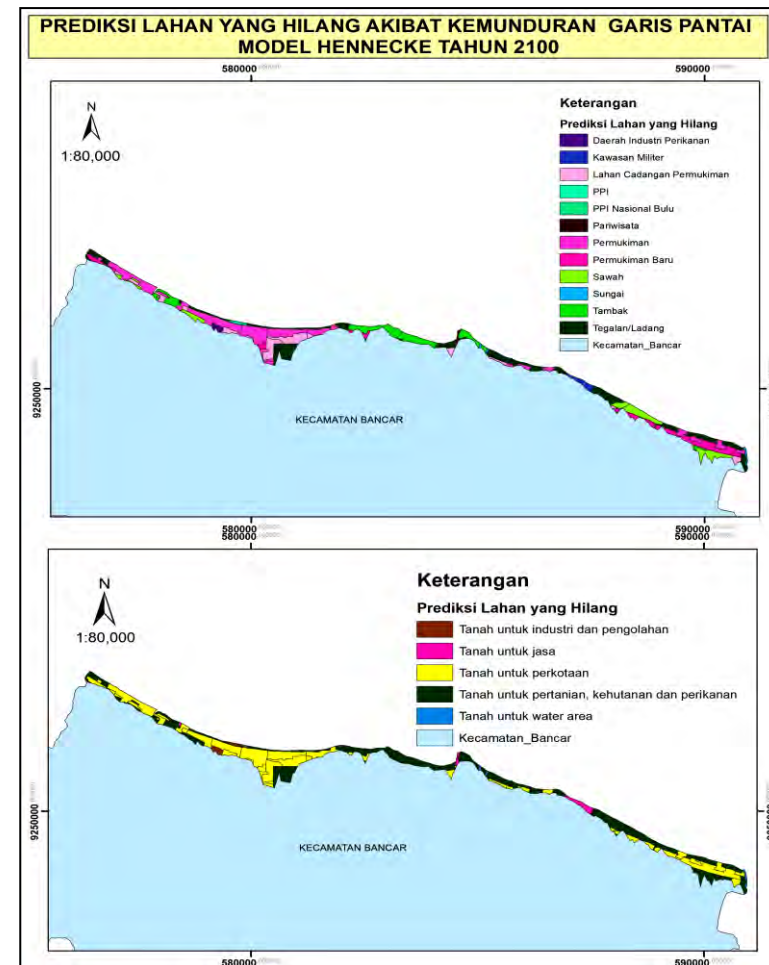 PREDIKSI LAHAN YANG HILANG AKIBAT KEMUNDURAN GARIS PANTAI
MODEL HENNECKE TAHUN 2100
580000
590000
N
1:80,000
Keterangan
Prediksi Lahan yang Hilang
Daerah Industri Perikanan
Kawasan Militer
Lahan Cadangan Permukiman
PPI
PPI Nasional Bulu
Pariwisata
Permukiman
Permukiman Baru
Sawah
Sungai
Tambak
Tegalan/Ladang
Kecamatan_Bancar
9250000
KECAMATAN BANCAR
580000
590000
580000
590000
N
1:80,000
Keterangan
Prediksi Lahan yang Hilang
Tanah untuk industri dan pengolahan
Tanah untuk jasa
Tanah untuk perkotaan
Tanah untuk pertanian, kehutanan dan perikanan
Tanah untuk water area
Kecamatan_Bancar
9250000
KECAMATAN BANCAR
580000
590000